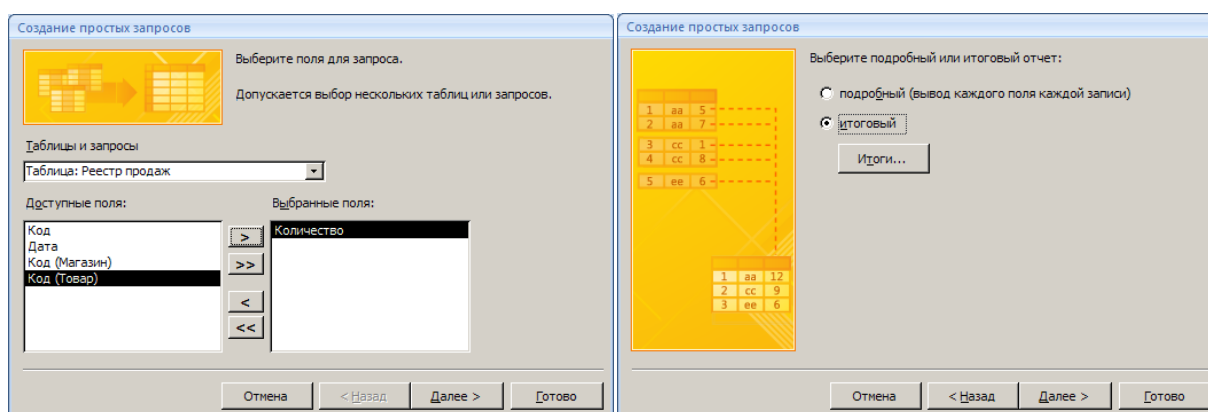 Создание простых запросов
Выберите поля для запроса.
Допускается выбор нескольких таблиц или запросов.
Таблицы и запросы
Таблица: Реестр продаж
Доступные поля:
Выбранные поля:
Код
Дата
Код (Магазин)
Код (Товар)
>
>>
<
<<
Количество
Отмена
< Назад
Далее >
Готово
Создание простых запросов
Выберите подробный или итоговый отчет:
подробный (вывод каждого поля каждой записи)
итоговый
Итоги...
1 aa 5
2 aa 7
3 cc 1
4 cc 8
5 ee 6
1 aa 12
2 cc 9
3 ee 6
Отмена
< Назад
Далее >
Готово